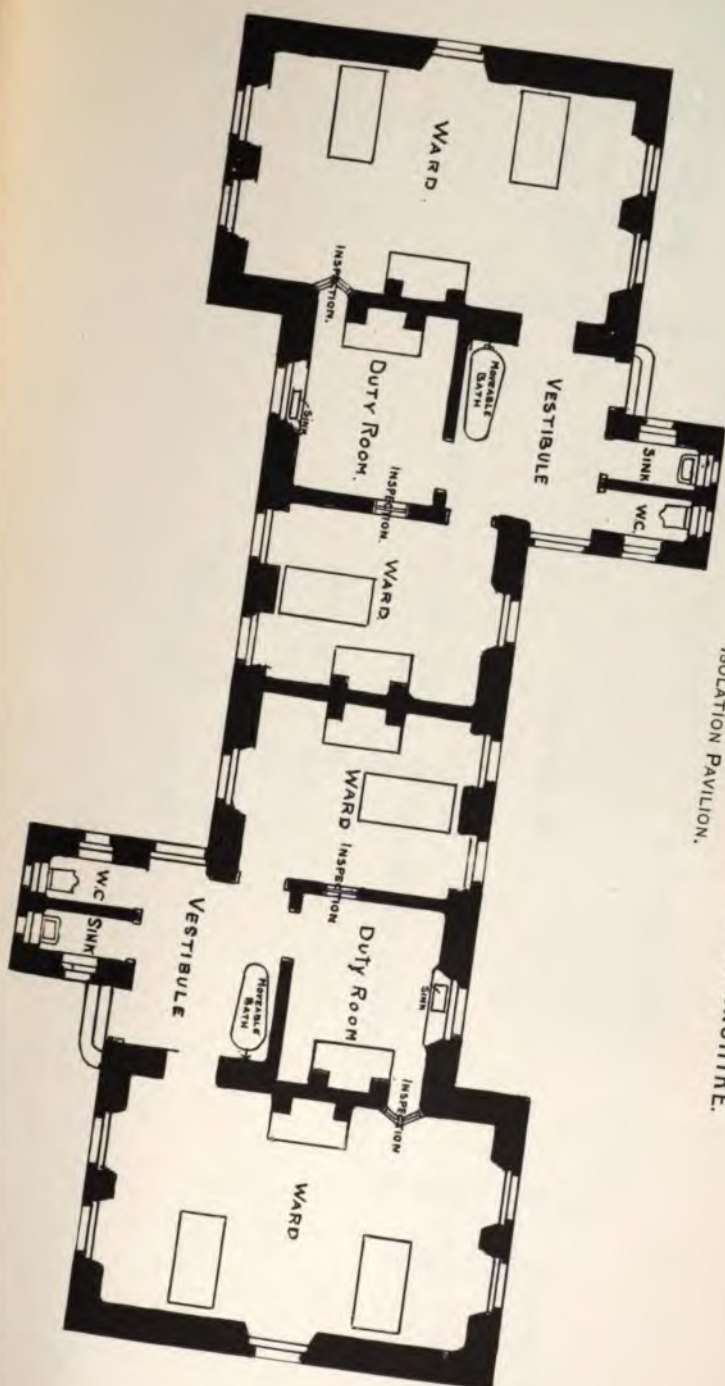 ISOLATION PAVILION.
WARD.
INSPECTION.
DUTY ROOM.
SINK
MOVEABLE
BATH
VESTIBULE
SINK
W.C.
INSPECTION.
WARD.
WARD
INSPECTION
DUTY ROOM
SINK
W.C
SINK
VESTIBULE
MOVEABLE
BATH
INSPECTION
WARD